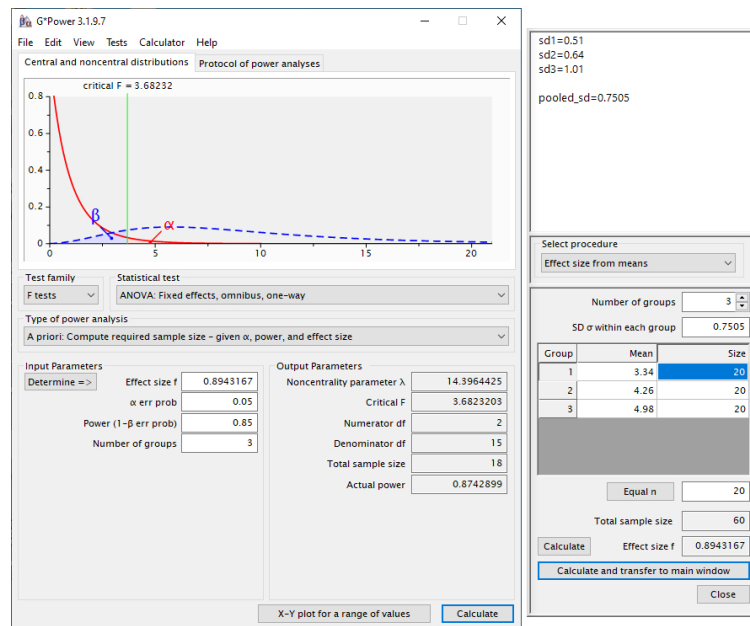 G*Power 3.1.9.7
File Edit View Tests Calculator Help
Central and noncentral distributions Protocol of power analyses
critical F = 3.68232
0.8
0.6
0.4
0.2
0
β
α
0 5 10 15 20
Test family Statistical test
F tests ANOVA: Fixed effects, omnibus, one-way
Type of power analysis
A priori: Compute required sample size - given α, power, and effect size
Input Parameters
Determine => Effect size f 0.8943167
α err prob 0.05
Power (1-β err prob) 0.85
Number of groups 3
Output Parameters
Noncentrality parameter λ 14.3964425
Critical F 3.6823203
Numerator df 2
Denominator df 15
Total sample size 18
Actual power 0.8742899
X-Y plot for a range of values Calculate
sd1=0.51
sd2=0.64
sd3=1.01
pooled_sd=0.7505
Select procedure
Effect size from means
Number of groups 3
SD σ within each group 0.7505
Group Mean Size
1 3.34 20
2 4.26 20
3 4.98 20
Equal n 20
Total sample size 60
Calculate Effect size f 0.8943167
Calculate and transfer to main window
Close